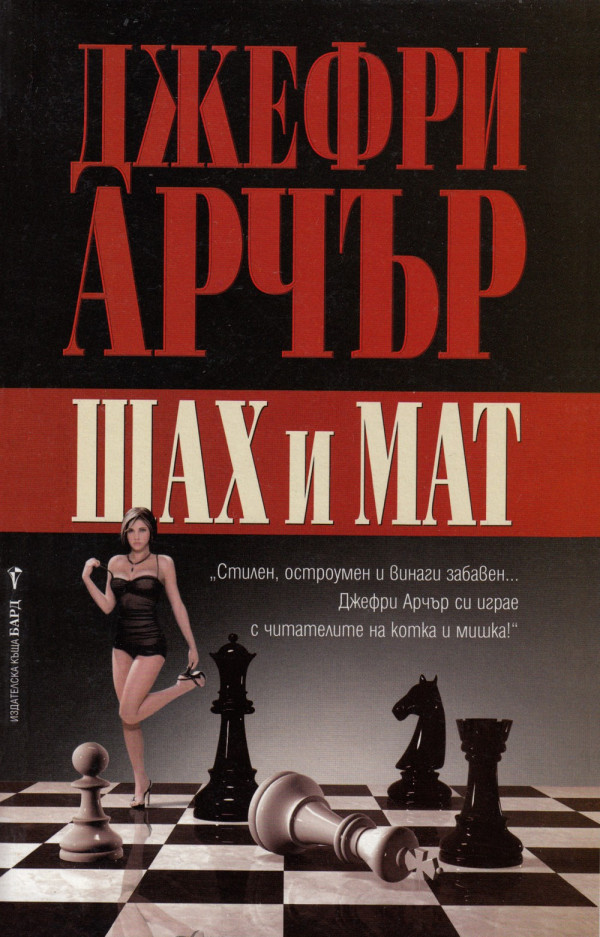 ДЖЕФРИ
АРЧЪР
ШАХ И МАТ
„Стилен, остроумен и винаги забавен...
Джефри Арчър си играе
с читателите на котка и мишка!“
ИЗДАТЕЛСКА КЪЩА БАРД